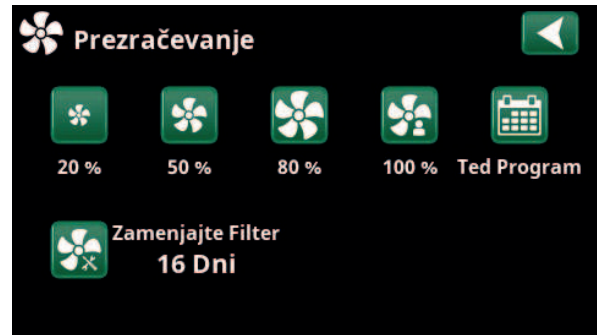 Prezračevanje
20 % 50 % 80 % 100 % Ted Program
Zamenjajte Filter
16 Dni